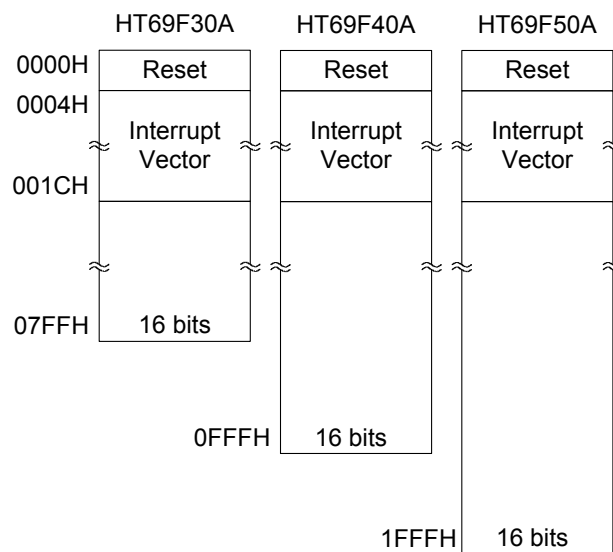 HT69F30A HT69F40A HT69F50A
0000H Reset Reset Reset
0004H
Interrupt Vector Interrupt Vector Interrupt Vector
001CH
07FFH 16 bits
0FFFH 16 bits
1FFFH 16 bits